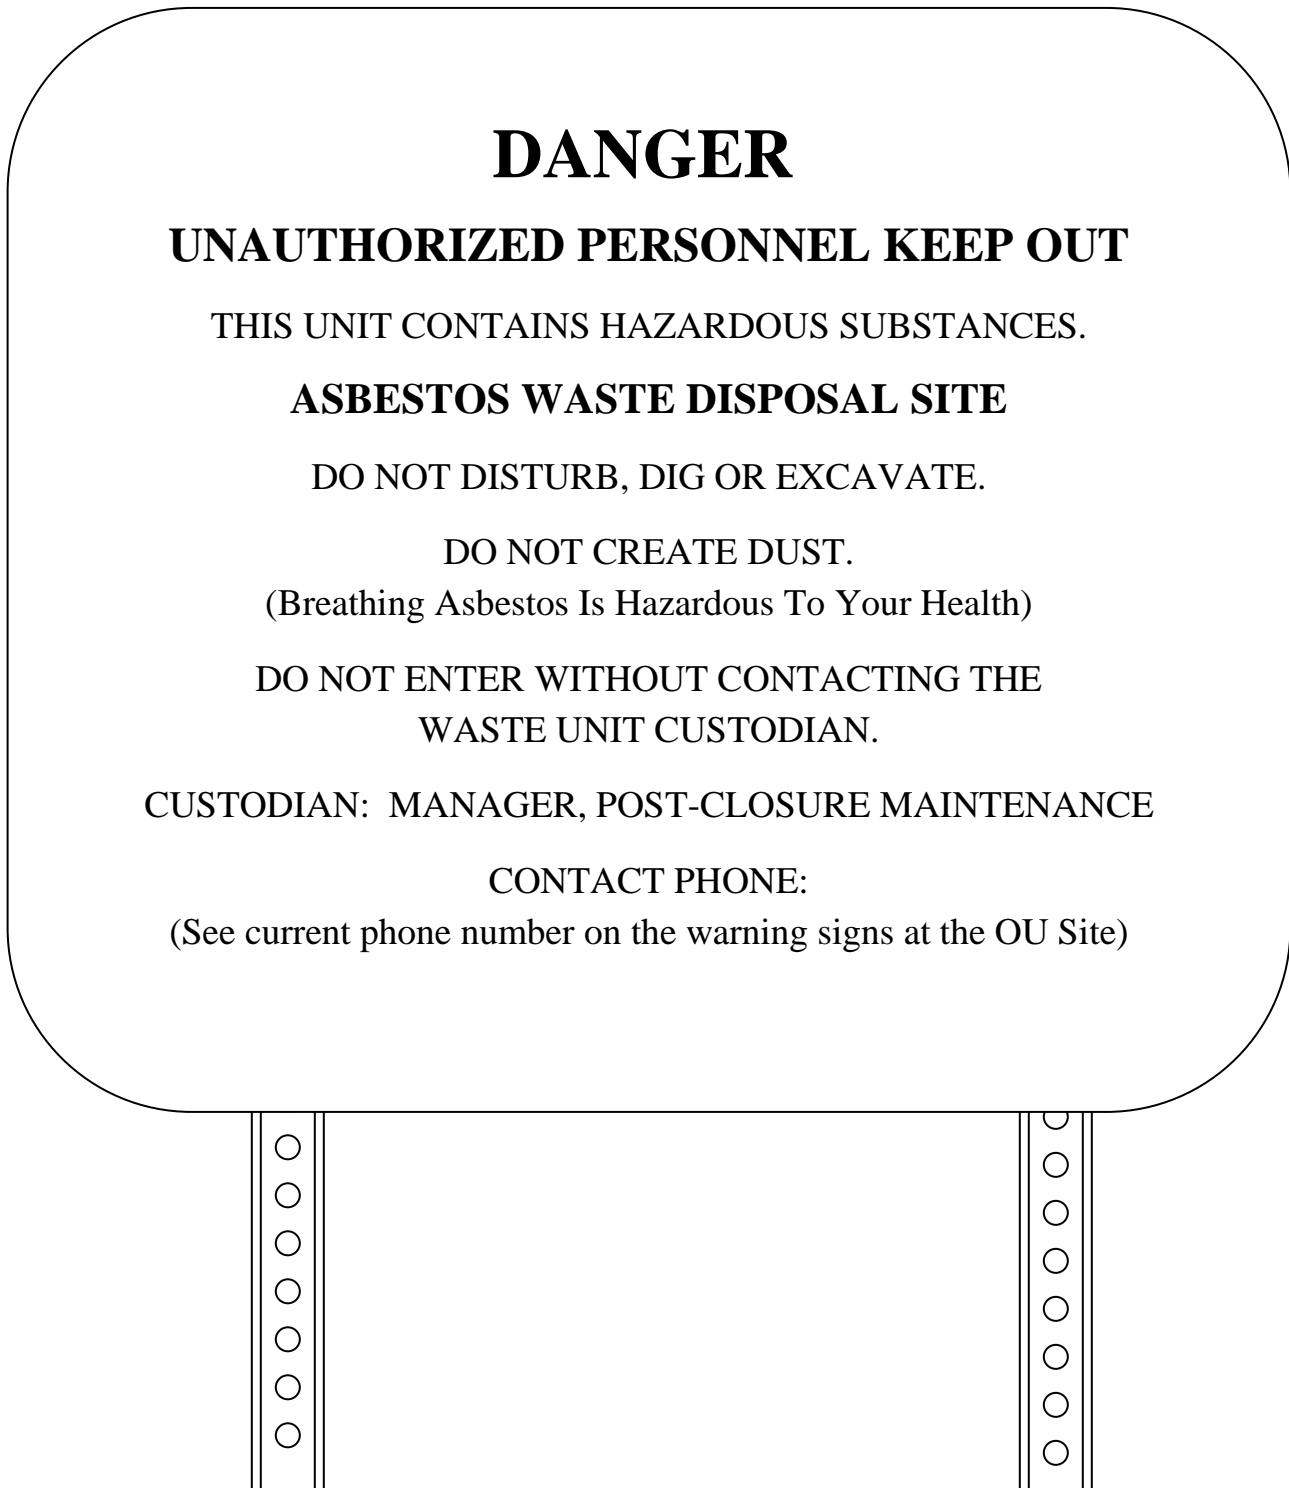 DANGER
UNAUTHORIZED PERSONNEL KEEP OUT
THIS UNIT CONTAINS HAZARDOUS SUBSTANCES.
ASBESTOS WASTE DISPOSAL SITE
DO NOT DISTURB, DIG OR EXCAVATE.
DO NOT CREATE DUST.
(Breathing Asbestos Is Hazardous To Your Health)
DO NOT ENTER WITHOUT CONTACTING THE
WASTE UNIT CUSTODIAN.
CUSTODIAN:  MANAGER, POST-CLOSURE MAINTENANCE
CONTACT PHONE:
(See current phone number on the warning signs at the OU Site)